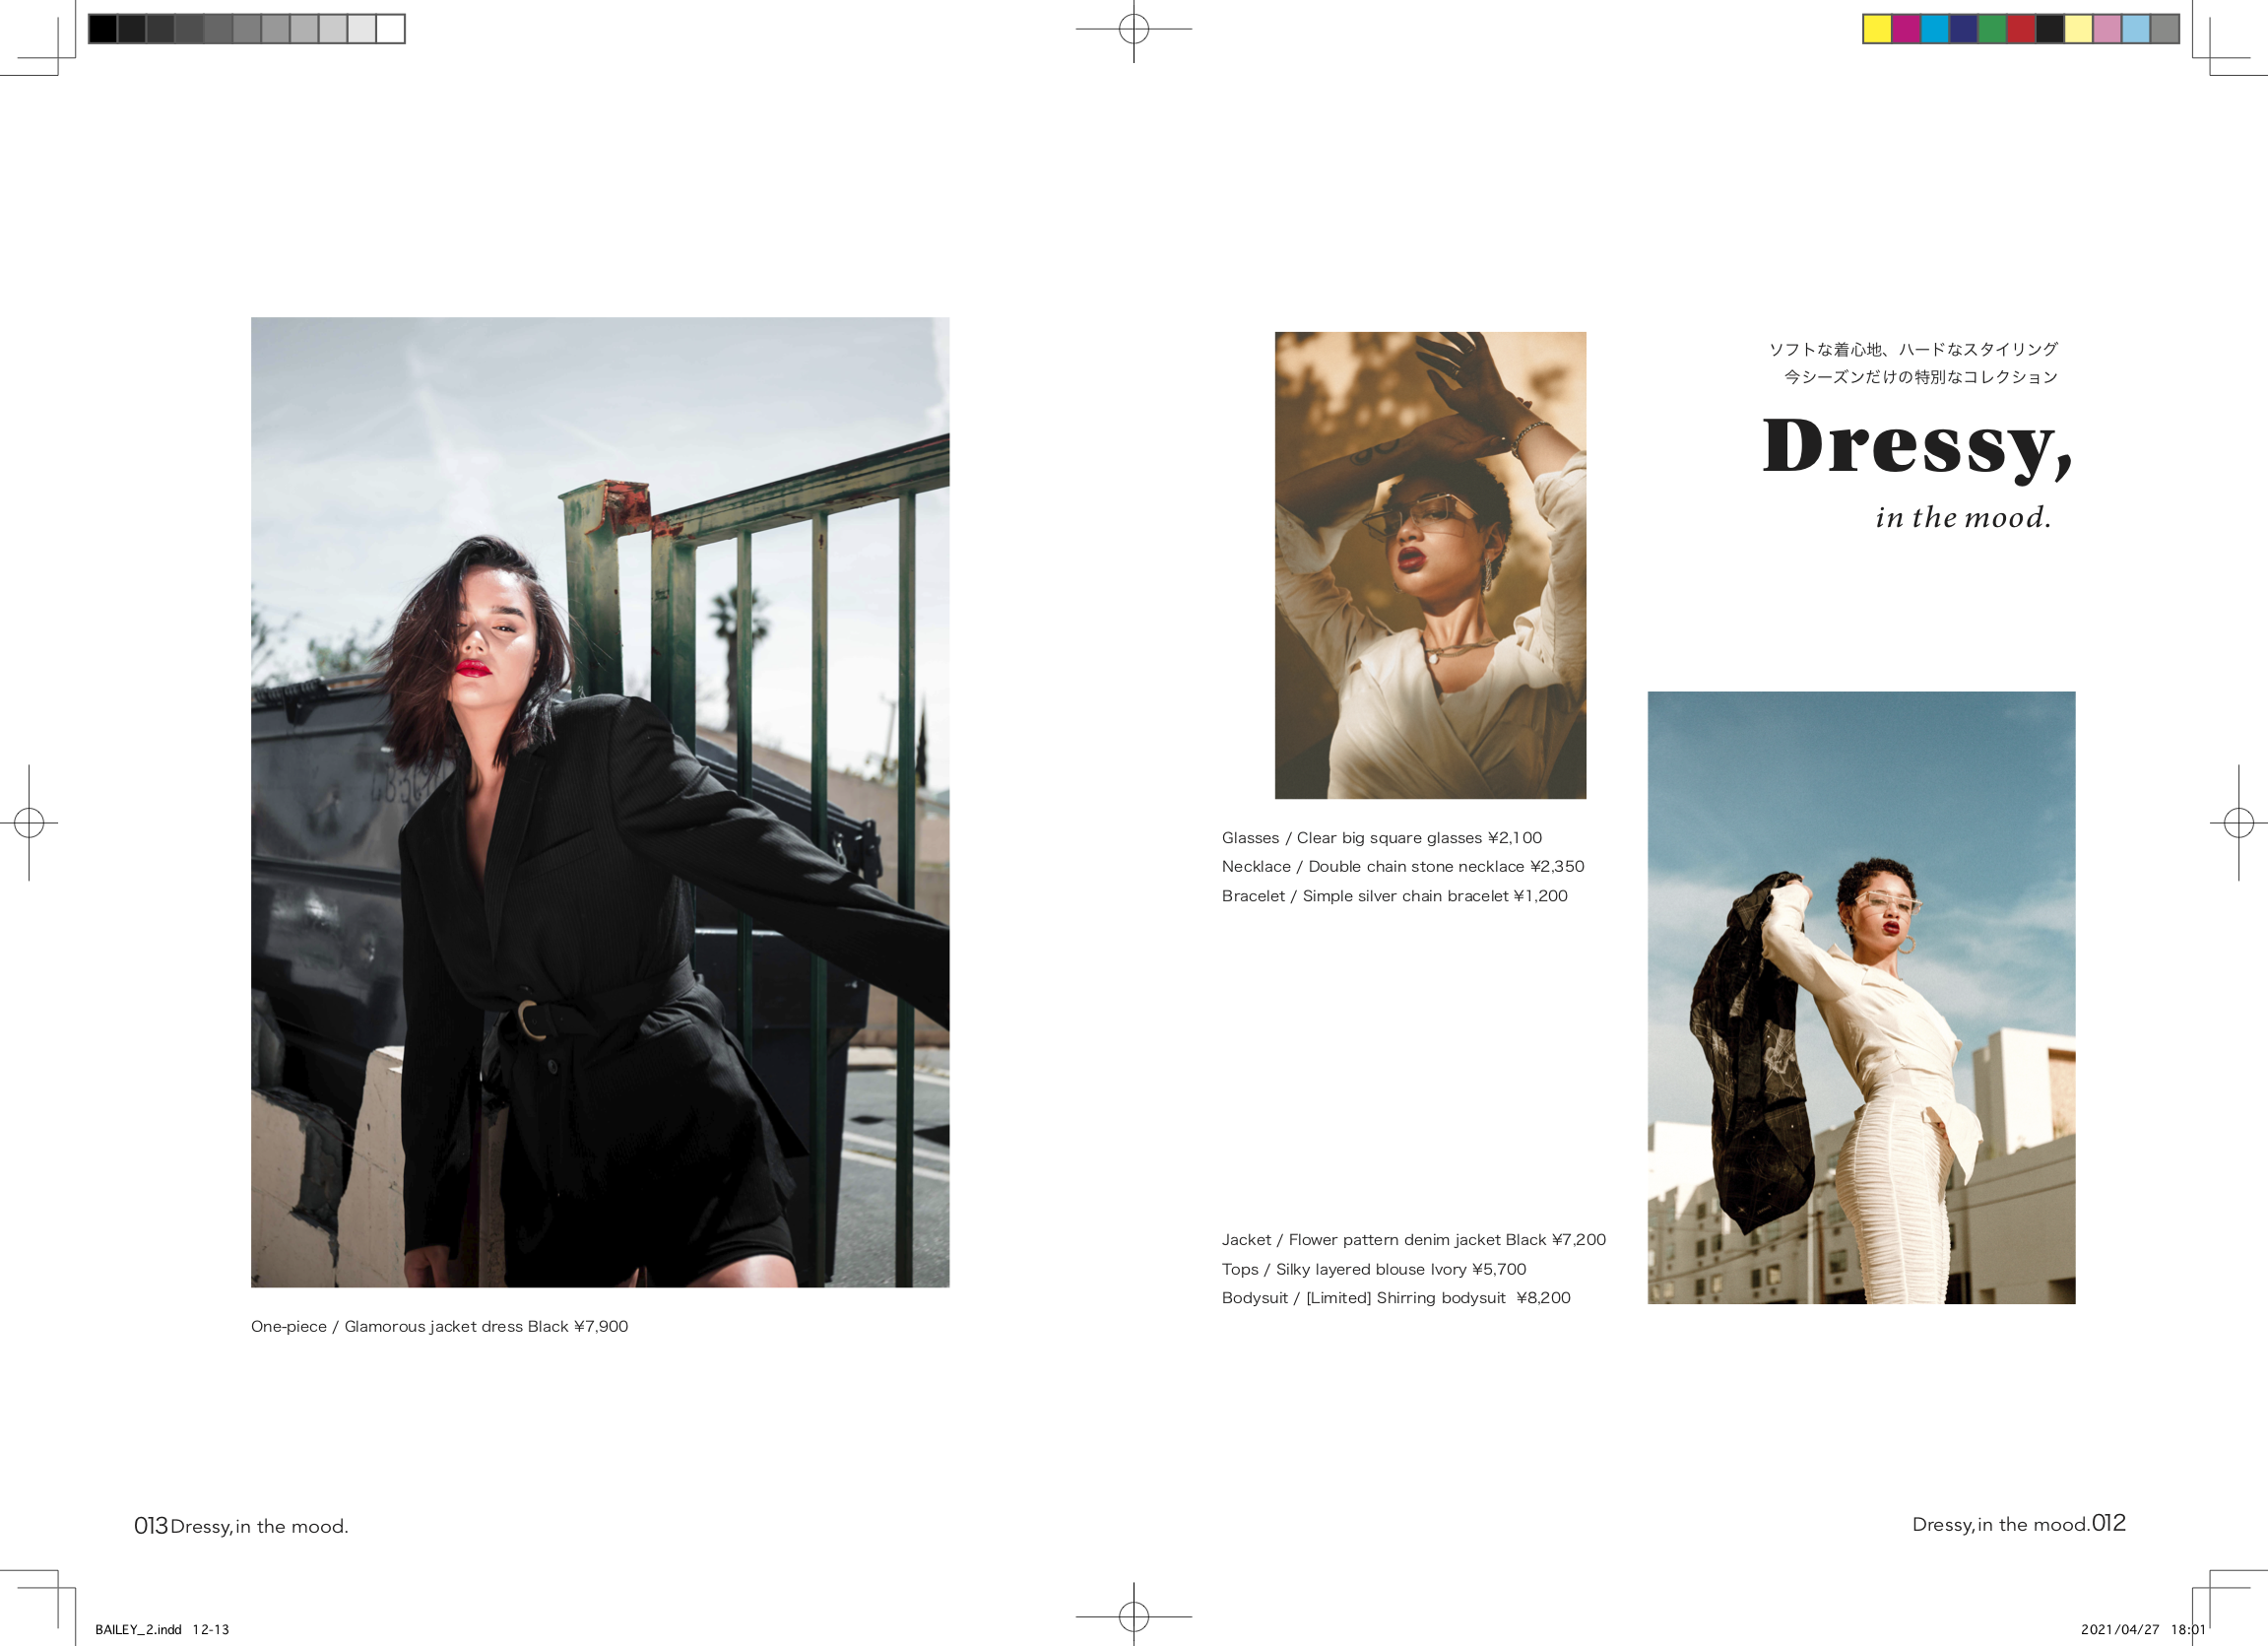 ソフトな着心地、ハードなスタイリング
今シーズンだけの特別なコレクション
Dressy,
in the mood.
Glasses / Clear big square glasses ¥2,100
Necklace / Double chain stone necklace ¥2,350
Bracelet / Simple silver chain bracelet ¥1,200
Jacket / Flower pattern denim jacket Black ¥7,200
Tops / Silky layered blouse Ivory ¥5,700
Bodysuit / [Limited] Shirring bodysuit ¥8,200
Dressy,in the mood.012
One-piece / Glamorous jacket dress Black ¥7,900
013 Dressy,in the mood.
BAILEY_2.indd 12-13
2021/04/27 18:01